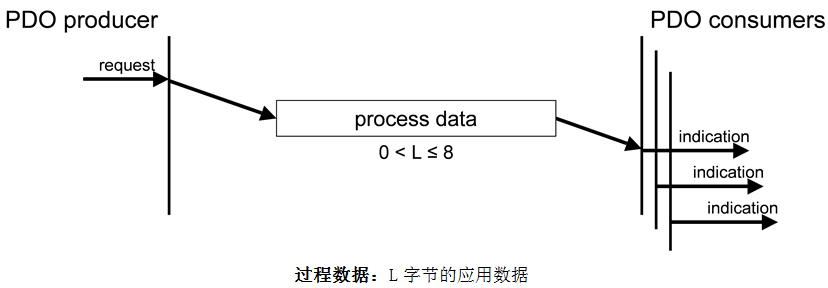 PDO producer
PDO consumers
request
process data
0 < L ≤ 8
indication
indication
indication
过程数据：L 字节的应用数据